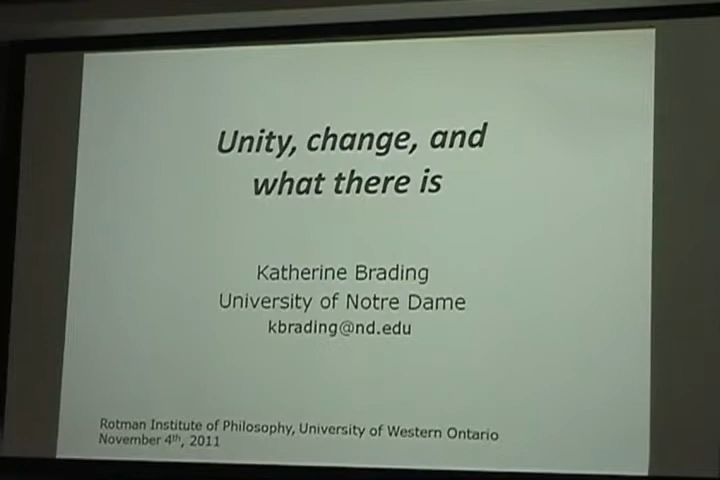 Unity, change, and
what there is
Katherine Brading
University of Notre Dame
kbrading@nd.edu
Rotman Institute of Philosophy, University of Western Ontario
November 4th, 2011